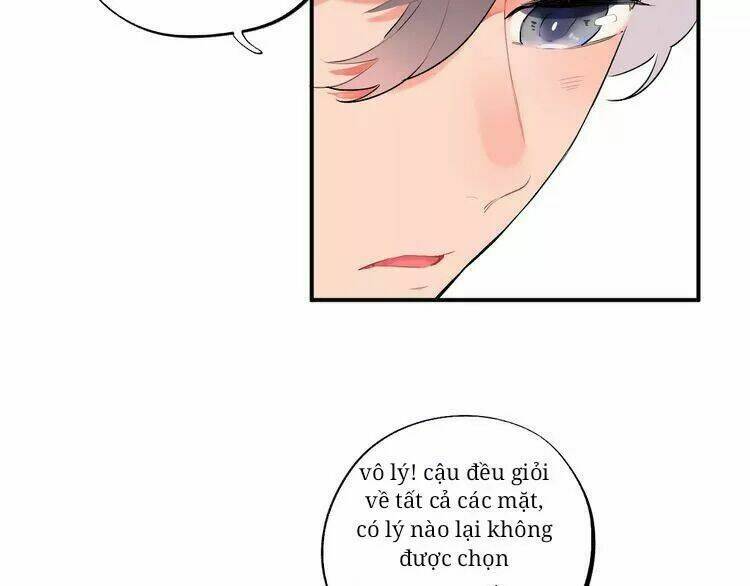 vô lý! cậu đều giỏi
về tất cả các mặt,
có lý nào lại không
được chọn